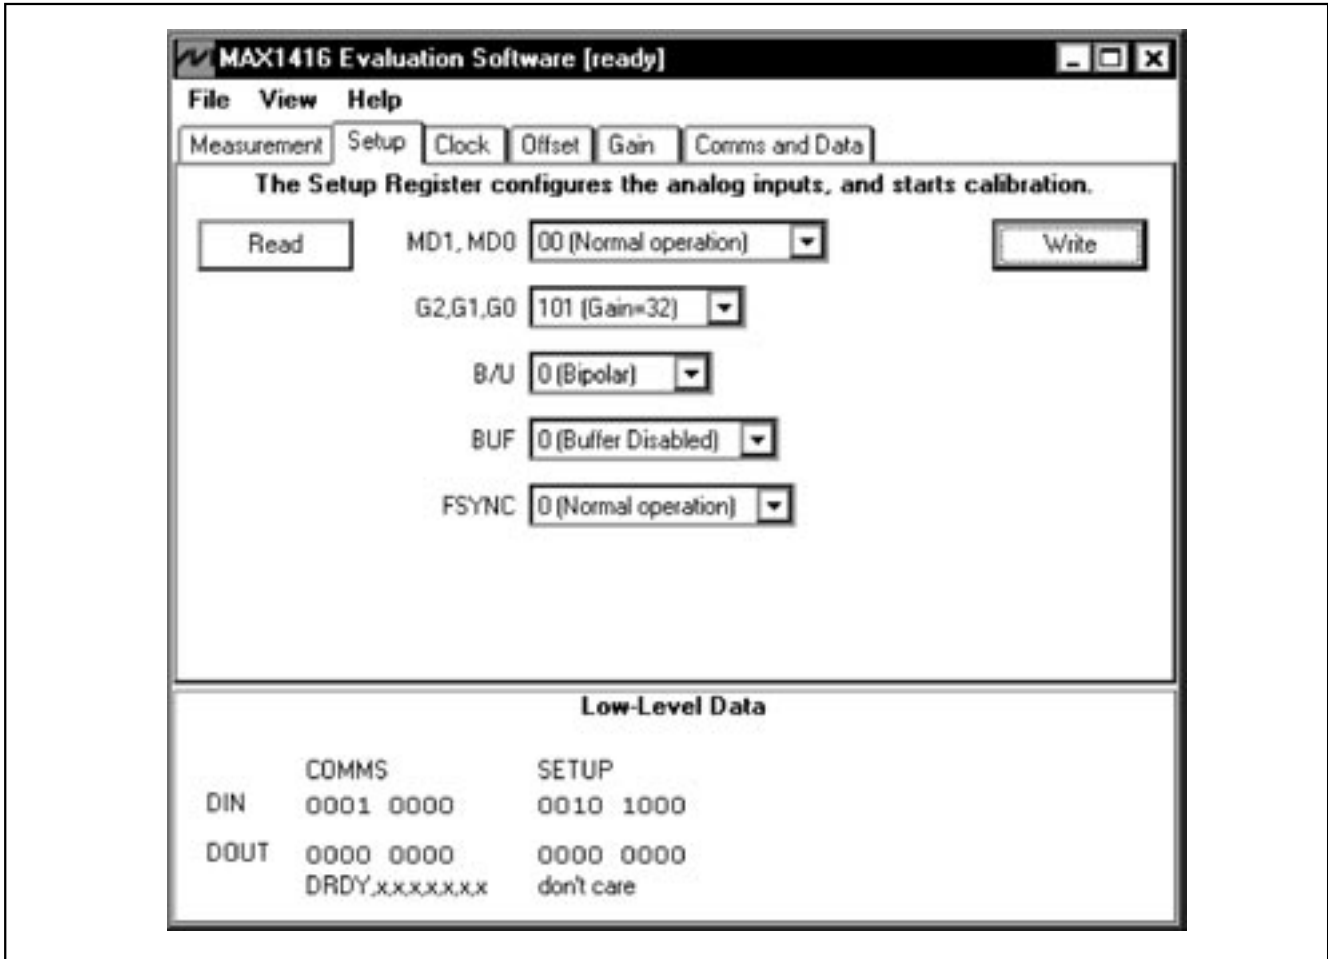 MAX1416 Evaluation Software [ready]
File View Help
Measurement Setup Clock Offset Gain Comms and Data
The Setup Register configures the analog inputs, and starts calibration.
Read MD1, MD0 00 (Normal operation) Write
G2,G1,G0 101 (Gain=32)
B/U 0 (Bipolar)
BUF 0 (Buffer Disabled)
FSYNC 0 (Normal operation)
Low-Level Data
COMMS SETUP
DIN 0001 0000 0010 1000
DOUT 0000 0000 0000 0000
DRDY,x,x,x,x,x,x,x don't care